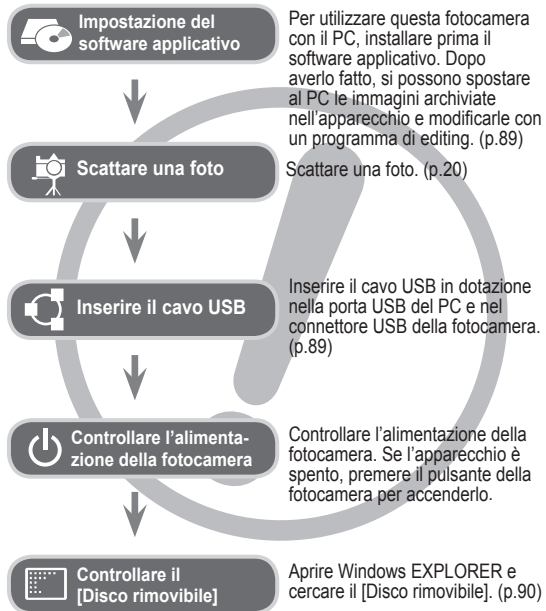 Impostazione del
software applicativo
Per utilizzare questa fotocamera
con il PC, installare prima il
software applicativo. Dopo
averlo fatto, si possono spostare
al PC le immagini archiviate
nell'apparecchio e modificarle con
un programma di editing. (p.89)
Scattare una foto
Scattare una foto. (p.20)
Inserire il cavo USB
Inserire il cavo USB in dotazione
nella porta USB del PC e nel
connettore USB della fotocamera.
(p.89)
Controllare l'alimenta-
zione della fotocamera
Controllare l'alimentazione della
fotocamera. Se l'apparecchio è
spento, premere il pulsante della
fotocamera per accenderlo.
Controllare il
[Disco rimovibile]
Aprire Windows EXPLORER e
cercare il [Disco rimovibile]. (p.90)